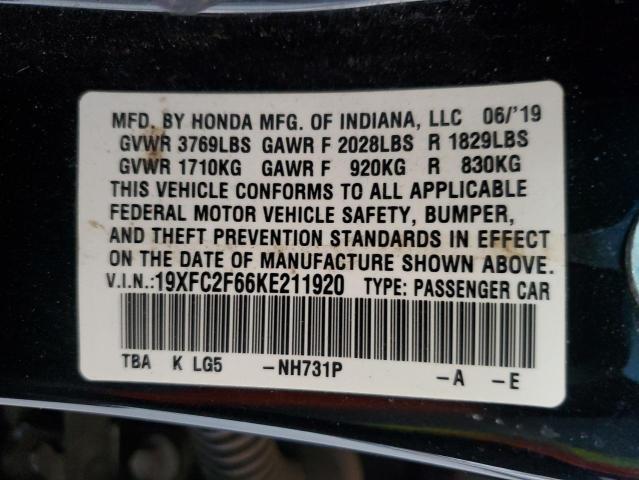 MFD. BY HONDA MFG. OF INDIANA, LLC 06/'19
GVWR 3769LBS GAWR F 2028LBS R 1829LBS
GVWR 1710KG GAWR F 920KG R 830KG
THIS VEHICLE CONFORMS TO ALL APPLICABLE
FEDERAL MOTOR VEHICLE SAFETY, BUMPER,
AND THEFT PREVENTION STANDARDS IN EFFECT
ON THE DATE OF MANUFACTURE SHOWN ABOVE.
V.I.N.:19XFC2F66KE211920 TYPE: PASSENGER CAR
TBA K LG5 -NH731P -A -E